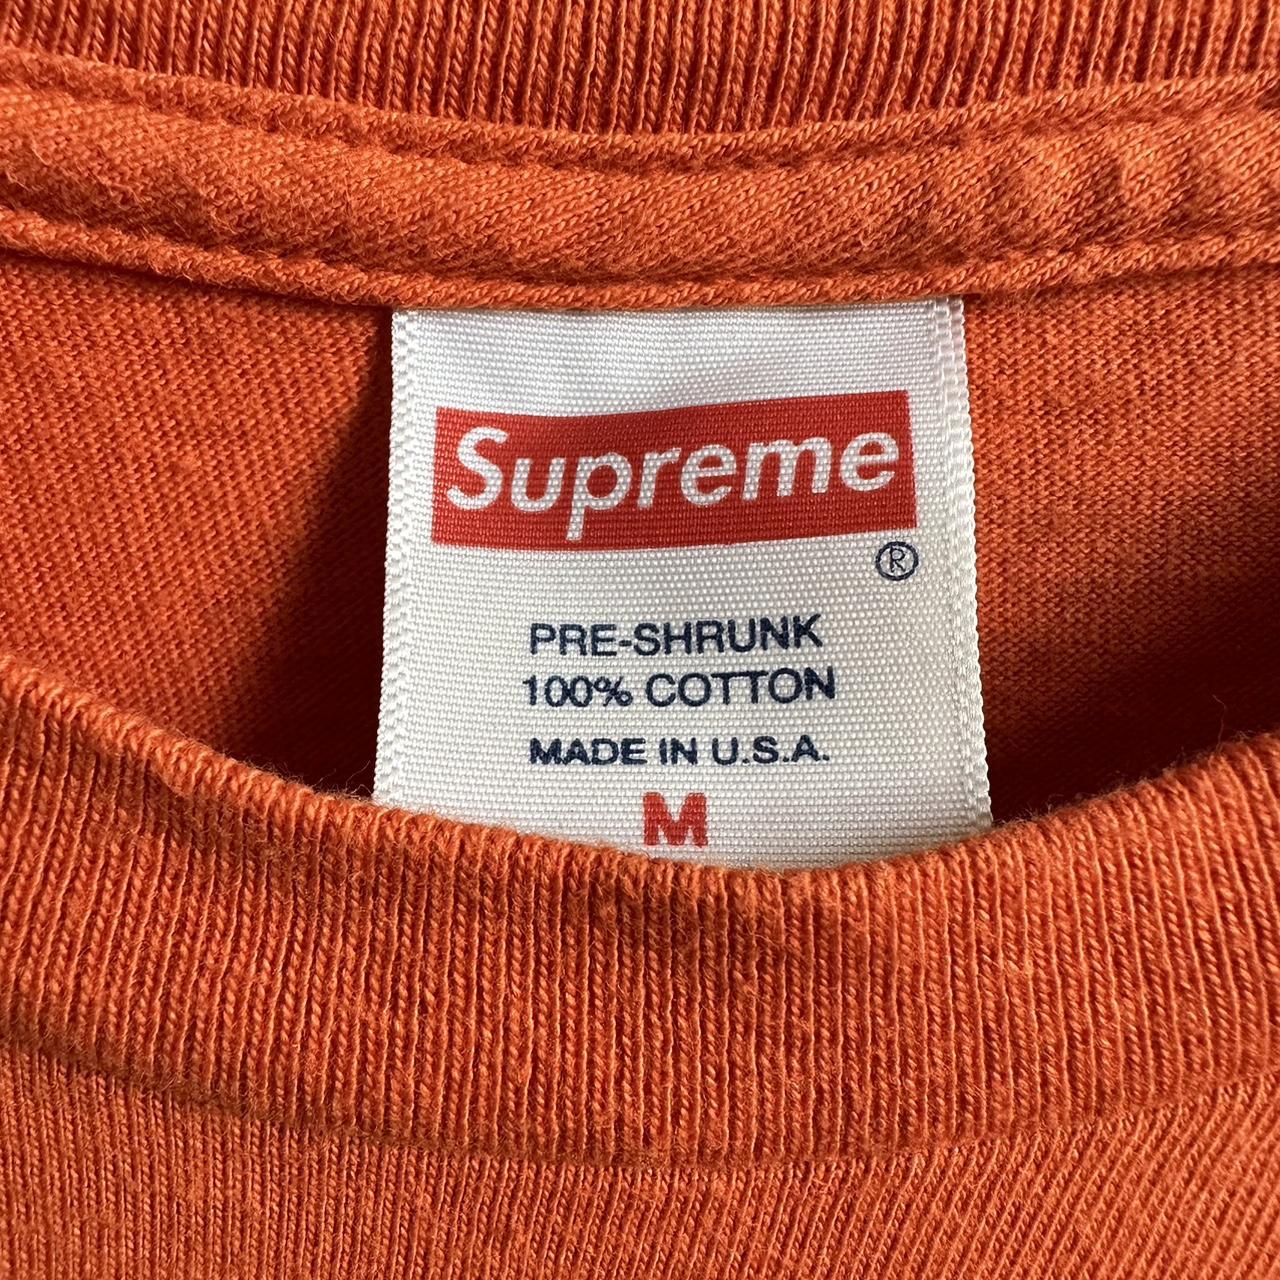 Supreme
®
PRE-SHRUNK
100% COTTON
MADE IN U.S.A.
M